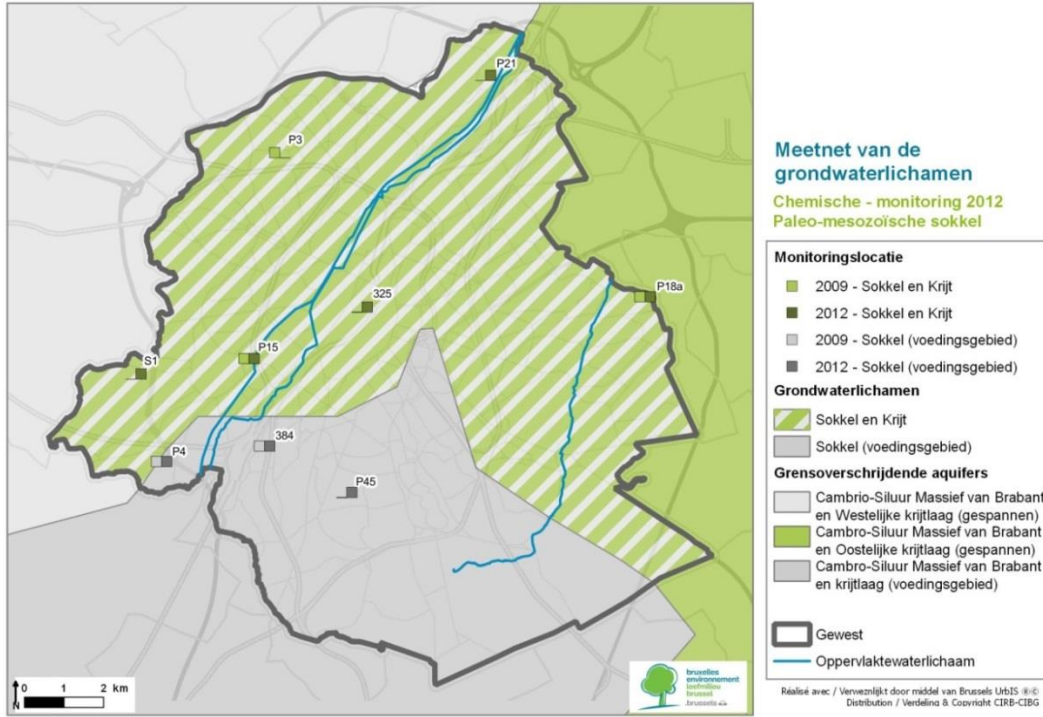 P21
P3
P18a
325
P15
S1
384
P4
P45
0 1 2 km
N
bruxelles
environnement
leefmilieu
brussel
.brussels
Meetnet van de
grondwaterlichamen
Chemische - monitoring 2012
Paleo-mesozoïsche sokkel
Monitoringslocatie
2009 - Sokkel en Krijt
2012 - Sokkel en Krijt
2009 - Sokkel (voedingsgebied)
2012 - Sokkel (voedingsgebied)
Grondwaterlichamen
Sokkel en Krijt
Sokkel (voedingsgebied)
Grensoverschrijdende aquifers
Cambrio-Siluur Massief van Brabant
en Westelijke krijtlaag (gespannen)
Cambro-Siluur Massief van Brabant
en Oostelijke krijtlaag (gespannen)
Cambro-Siluur Massief van Brabant
en krijtlaag (voedingsgebied)
Gewest
Oppervlaktewaterlichaam
Réalisé avec / Verweznlijkt door middel van Brussels UrbIS ®©
Distribution / Verdeling & Copyright CIRB-CIBG